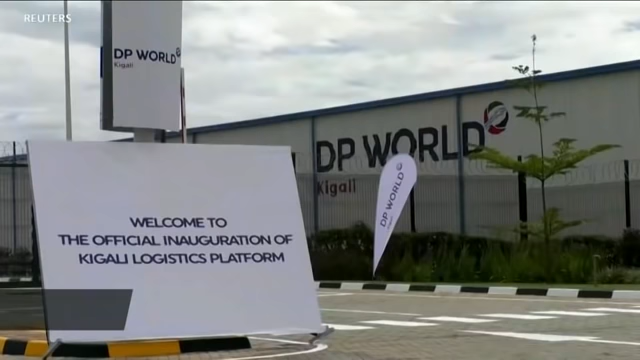 REUTERS
DP WORLD
Kigali
DP WORLD
Kigali
DP WORLD
WELCOME TO
THE OFFICIAL INAUGURATION OF
KIGALI LOGISTICS PLATFORM